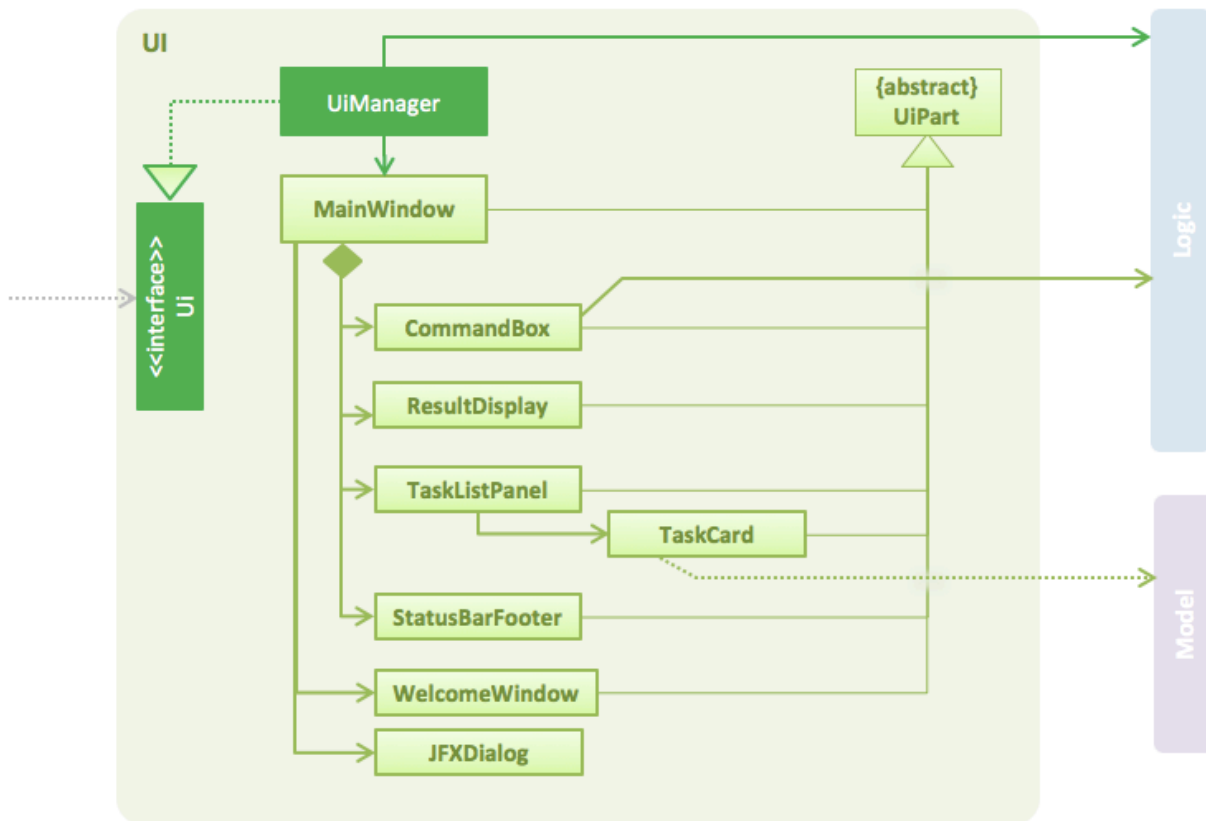 UI
UiManager
{abstract}
UiPart
MainWindow
<<interface>>
Ui
Logic
CommandBox
ResultDisplay
TaskListPanel
TaskCard
StatusBarFooter
Model
WelcomeWindow
JFXDialog